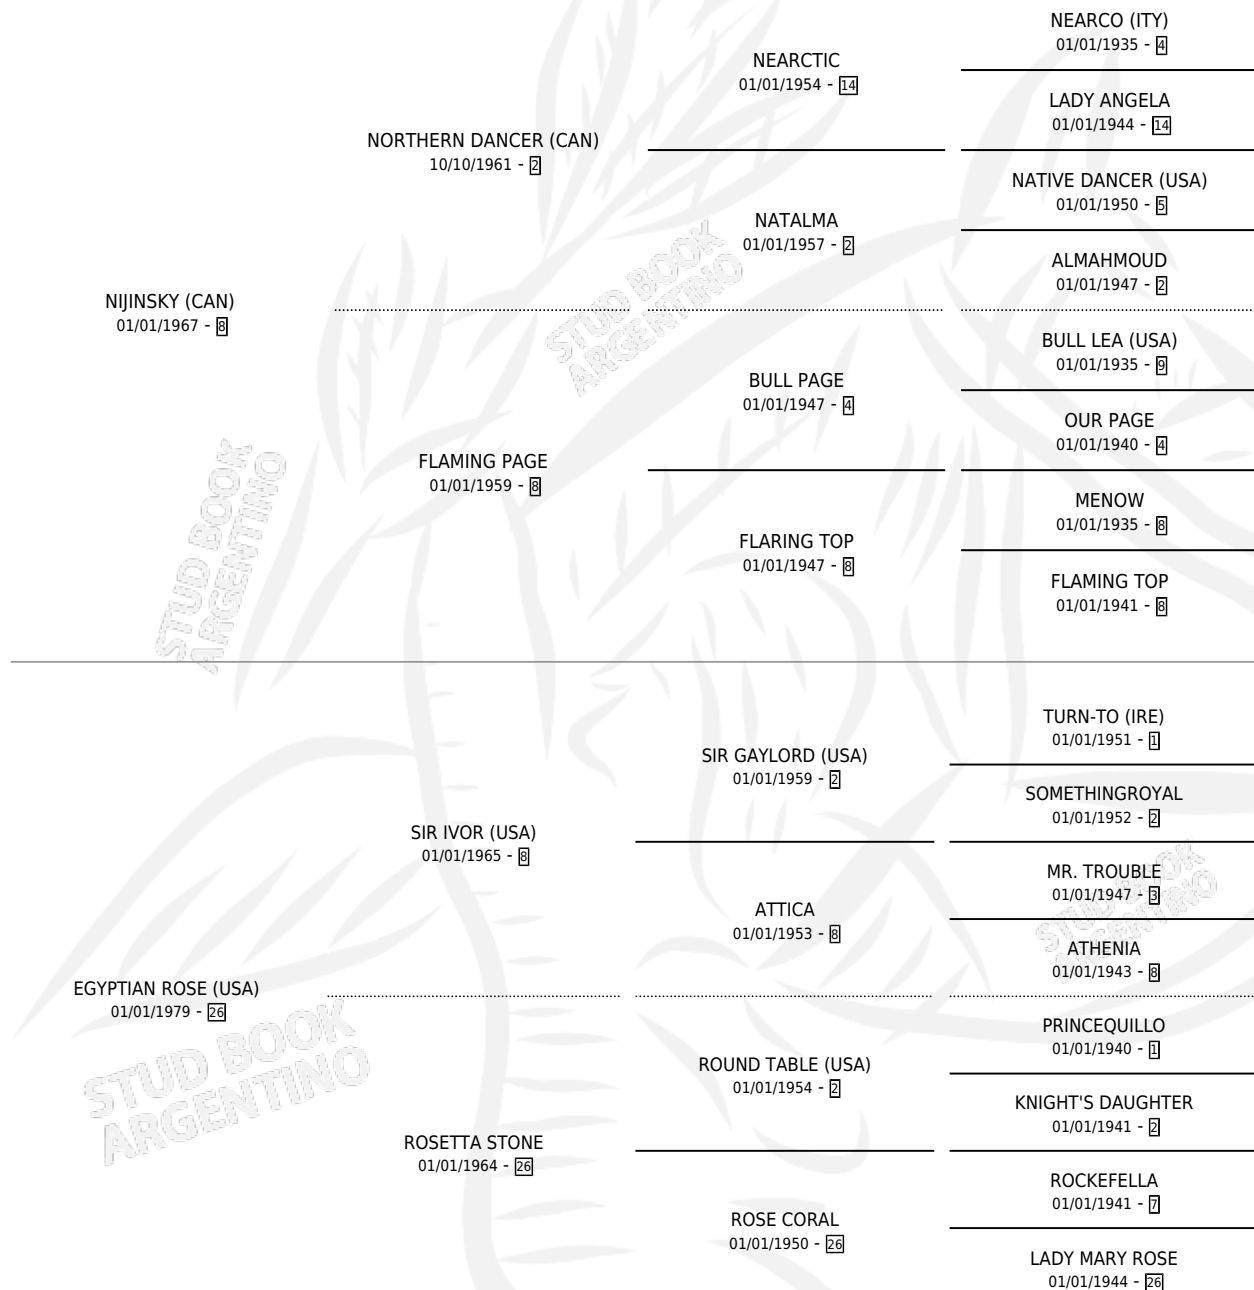 NIJINSKY (CAN)
01/01/1967 - 8
NORTHERN DANCER (CAN)
10/10/1961 - 2
FLAMING PAGE
01/01/1959 - 8
NEARCTIC
01/01/1954 - 14
NATALMA
01/01/1957 - 2
BULL PAGE
01/01/1947 - 4
FLARING TOP
01/01/1947 - 8
NEARCO (ITY)
01/01/1935 - 4
LADY ANGELA
01/01/1944 - 14
NATIVE DANCER (USA)
01/01/1950 - 5
ALMAHMOUD
01/01/1947 - 2
BULL LEA (USA)
01/01/1935 - 9
OUR PAGE
01/01/1940 - 4
MENOW
01/01/1935 - 8
FLAMING TOP
01/01/1941 - 8
STUD BOOK
ARGENTINO
STUD BOOK
ARGENTINO
EGYPTIAN ROSE (USA)
01/01/1979 - 26
SIR IVOR (USA)
01/01/1965 - 8
ROSETTA STONE
01/01/1964 - 26
SIR GAYLORD (USA)
01/01/1959 - 2
ATTICA
01/01/1953 - 8
ROUND TABLE (USA)
01/01/1954 - 2
ROSE CORAL
01/01/1950 - 26
TURN-TO (IRE)
01/01/1951 - 1
SOMETHINGROYAL
01/01/1952 - 2
MR. TROUBLE
01/01/1947 - 3
ATHENIA
01/01/1943 - 8
PRINCEQUILLO
01/01/1940 - 1
KNIGHT'S DAUGHTER
01/01/1941 - 2
ROCKEFELLA
01/01/1941 - 7
LADY MARY ROSE
01/01/1944 - 26
STUD BOOK
ARGENTINO
STUD BOOK
ARGENTINO